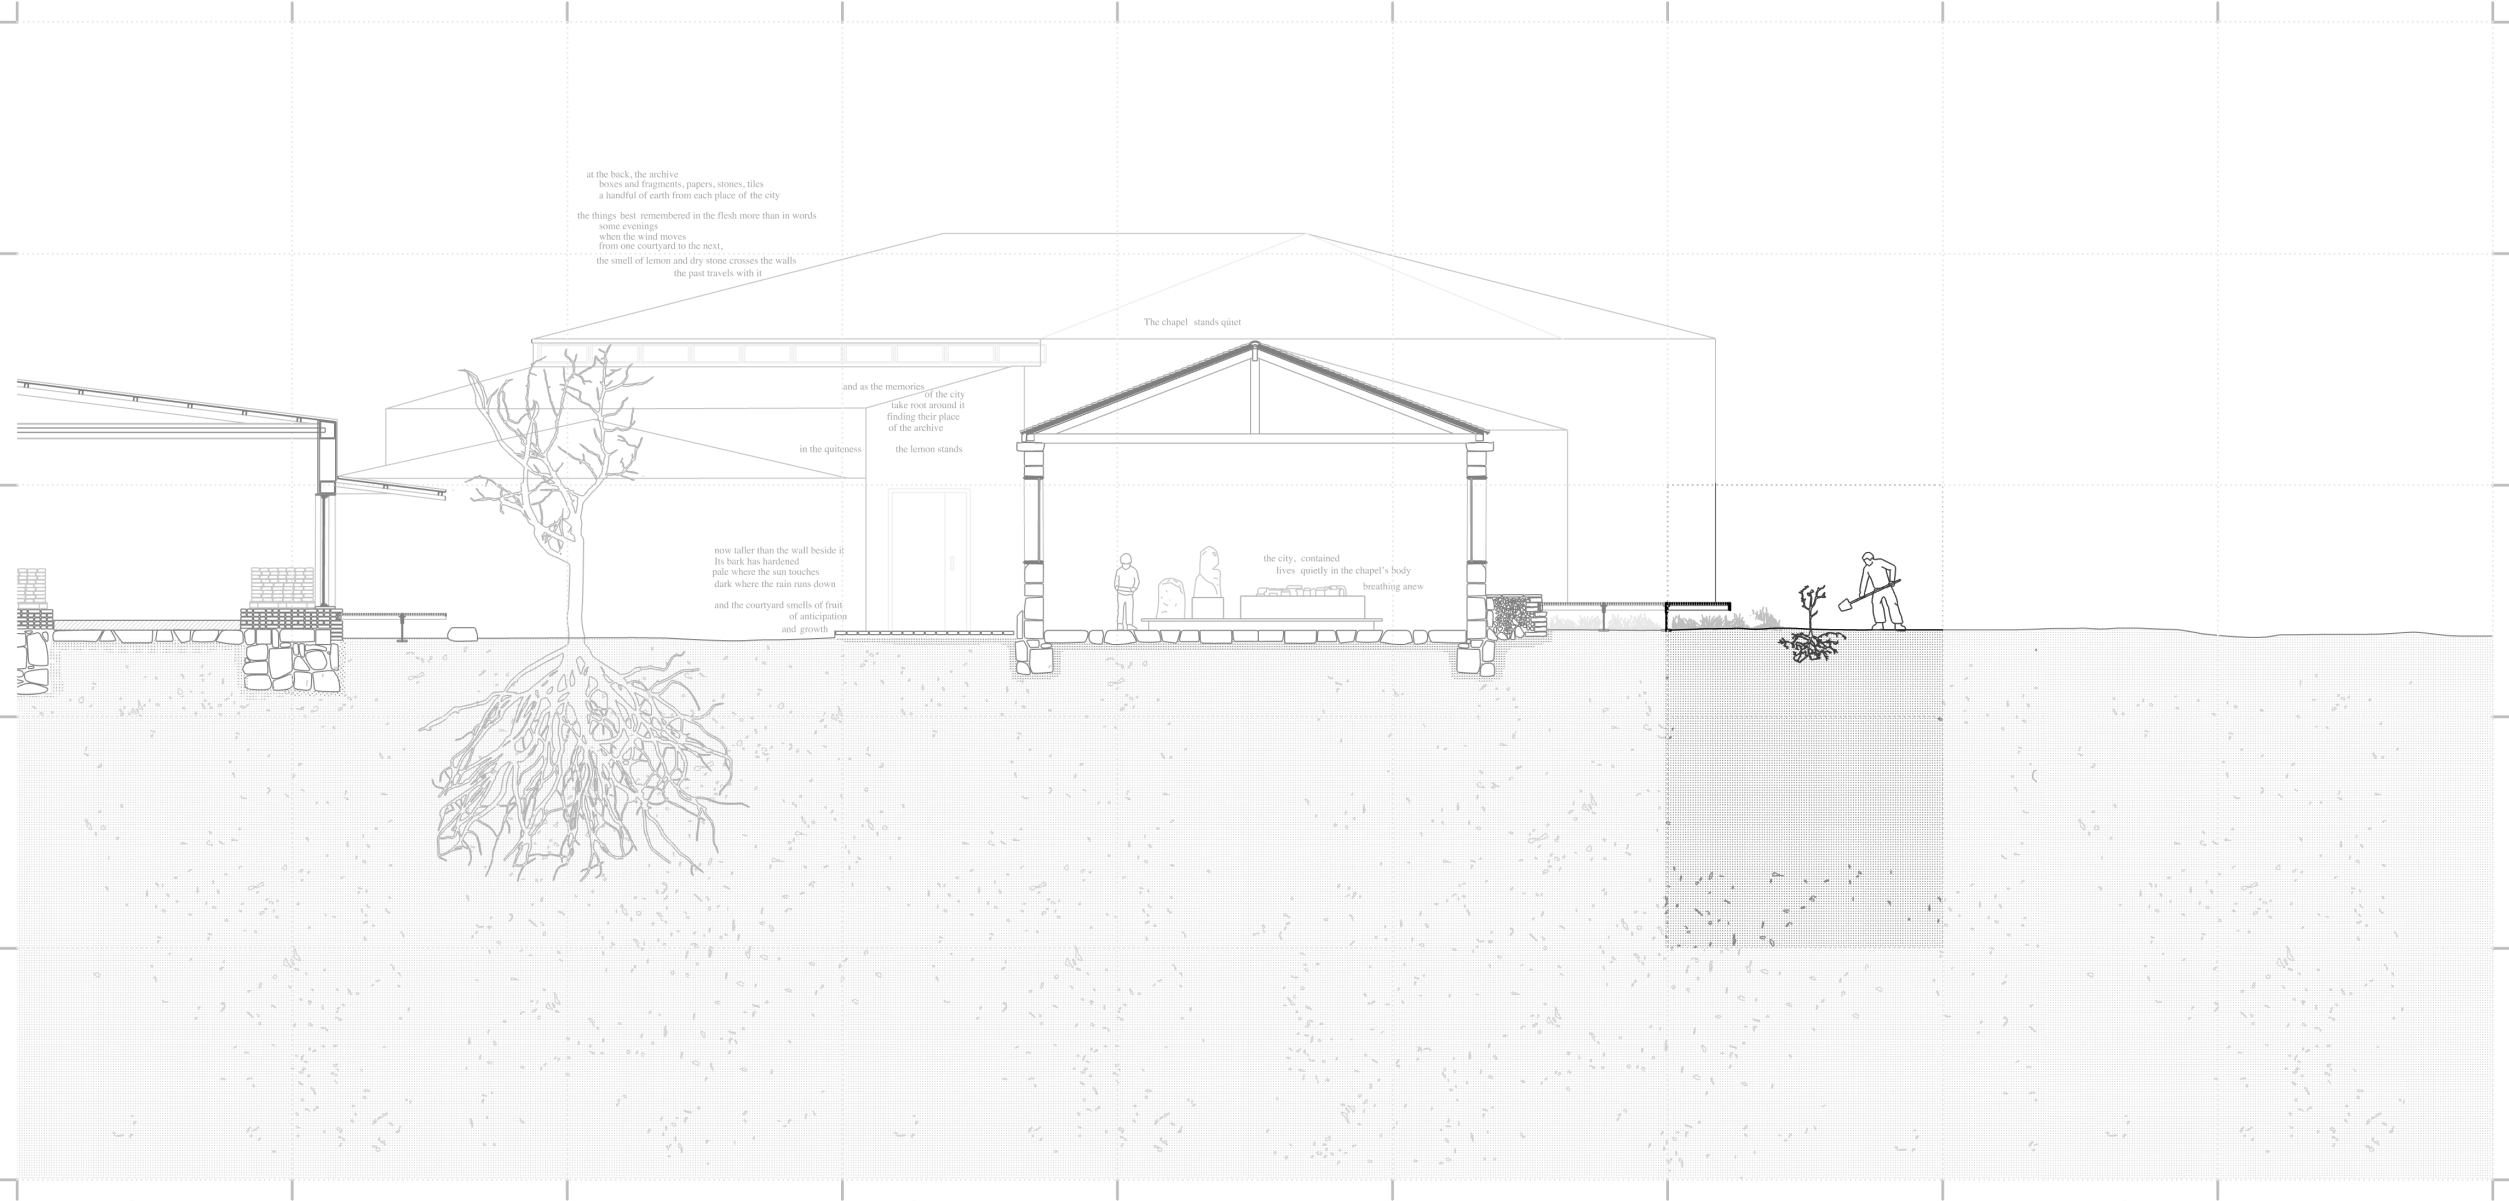 at the back, the archive
boxes and fragments, papers, stones, tiles
a handful of earth from each place of the city
the things best remembered in the flesh more than in words
some evenings
when the wind moves
from one courtyard to the next,
the smell of lemon and dry stone crosses the walls
the past travels with it
The chapel stands quiet
and as the memories
of the city
take root around it
finding their place
of the archive
in the quiteness the lemon stands
now taller than the wall beside it
Its bark has hardened
pale where the sun touches
dark where the rain runs down
and the courtyard smells of fruit
of anticipation
and growth
the city, contained
lives quietly in the chapel's body
breathing anew